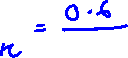 r = 0.6